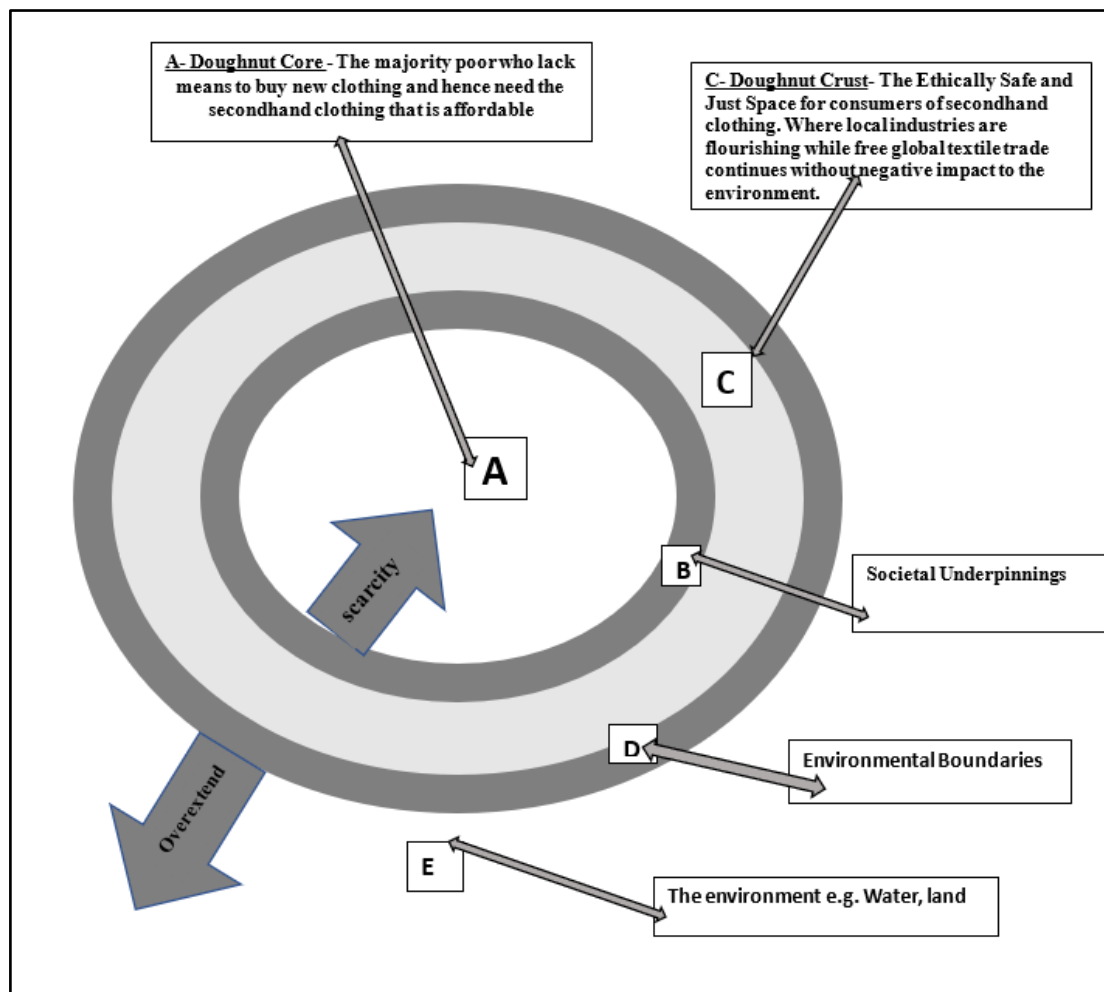 A- Doughnut Core - The majority poor who lack
means to buy new clothing and hence need the
secondhand clothing that is affordable
C- Doughnut Crust- The Ethically Safe and
Just Space for consumers of secondhand
clothing. Where local industries are
flourishing while free global textile trade
continues without negative impact to the
environment.
C
A
scarcity
B
Societal Underpinnings
D
Environmental Boundaries
Overextend
E
The environment e.g. Water, land